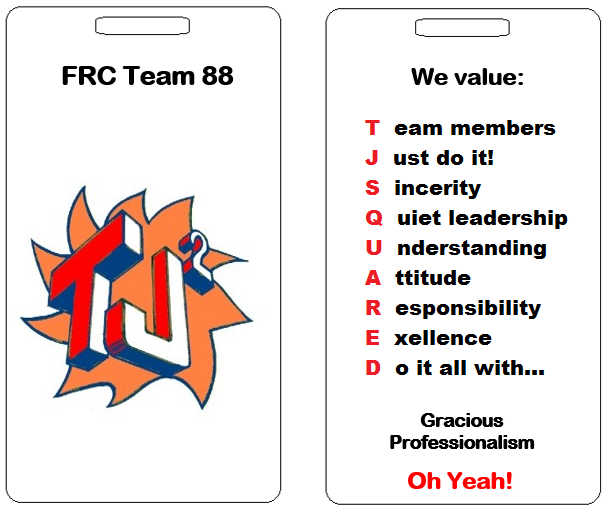 FRC Team 88
TJ²
We value:
T eam members
J ust do it!
S incerity
Q uiet leadership
U nderstanding
A ttitude
R esponsibility
E xellence
D o it all with...
Gracious
Professionalism
Oh Yeah!